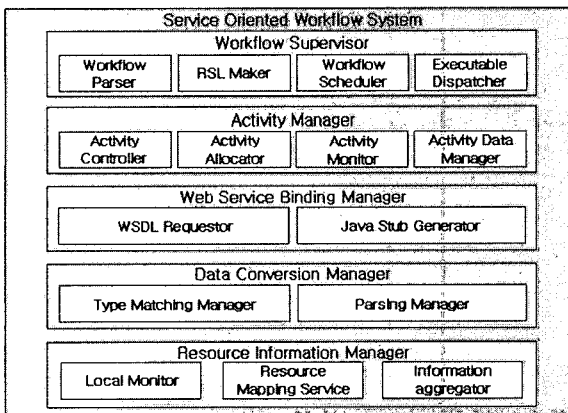 Service Oriented Workflow System
Workflow Supervisor
Workflow Parser
RSL Maker
Workflow Scheduler
Executable Dispatcher
Activity Manager
Activity Controller
Activity Allocator
Activity Monitor
Activity Data Manager
Web Service Binding Manager
WSDL Requestor
Java Stub Generator
Data Conversion Manager
Type Matching Manager
Parsing Manager
Resource Information Manager
Local Monitor
Resource Mapping Service
Information aggregator